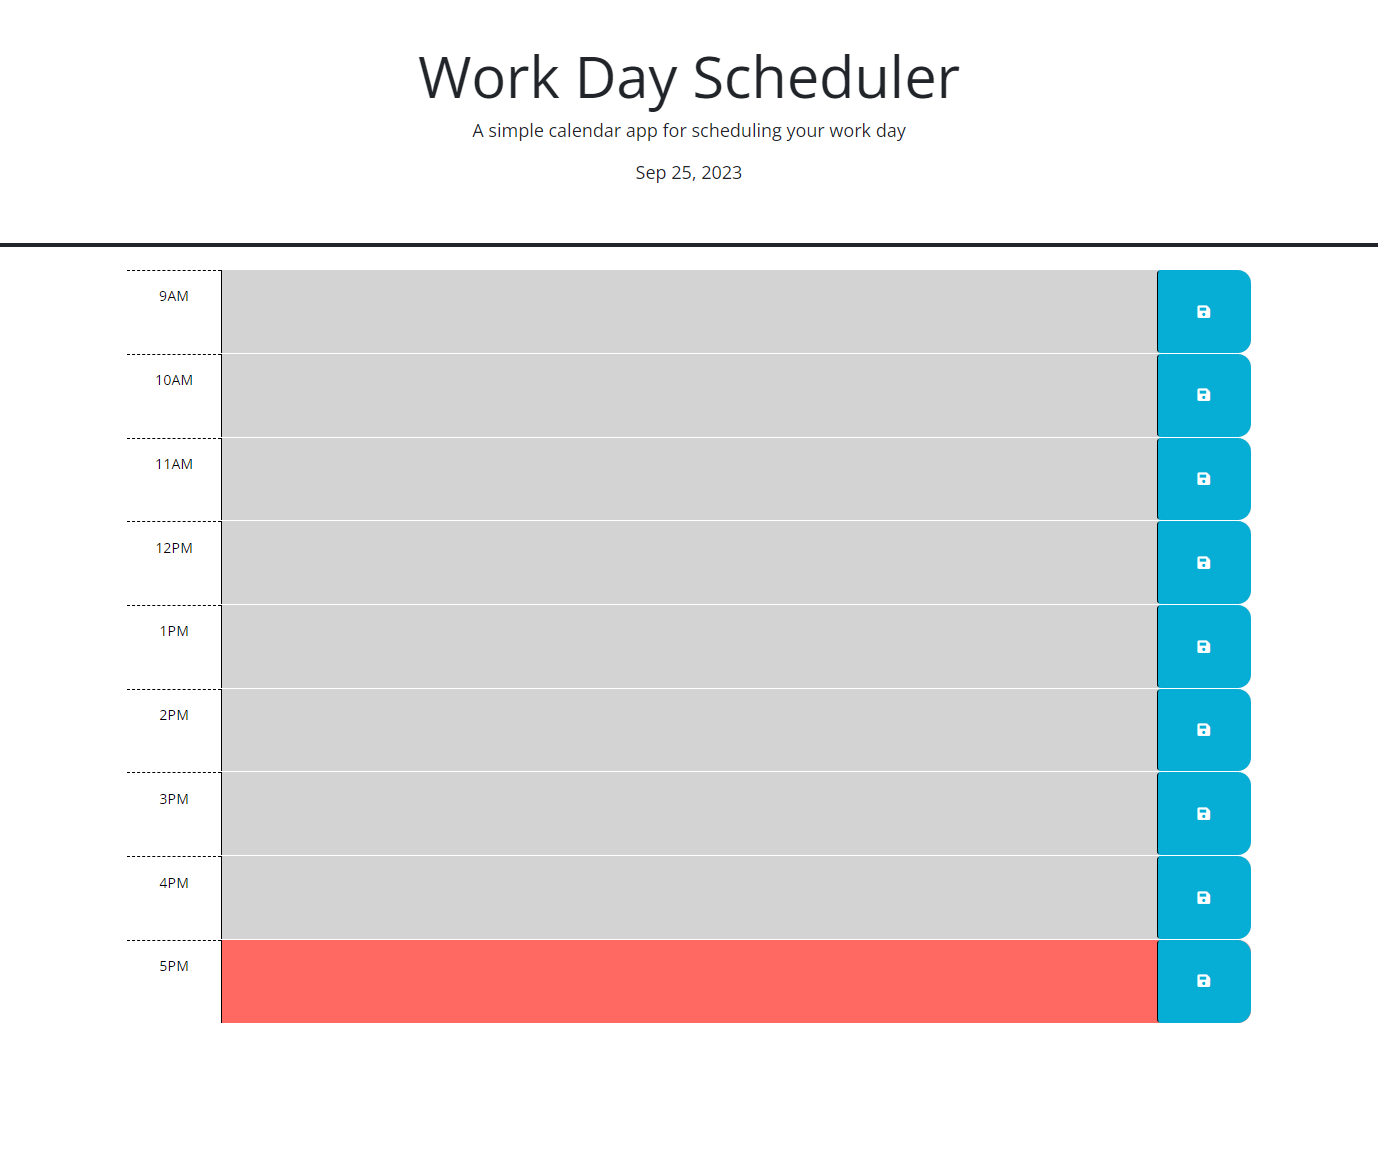 Work Day Scheduler
A simple calendar app for scheduling your work day
Sep 25, 2023
9AM
10AM
11AM
12PM
1PM
2PM
3PM
4PM
5PM